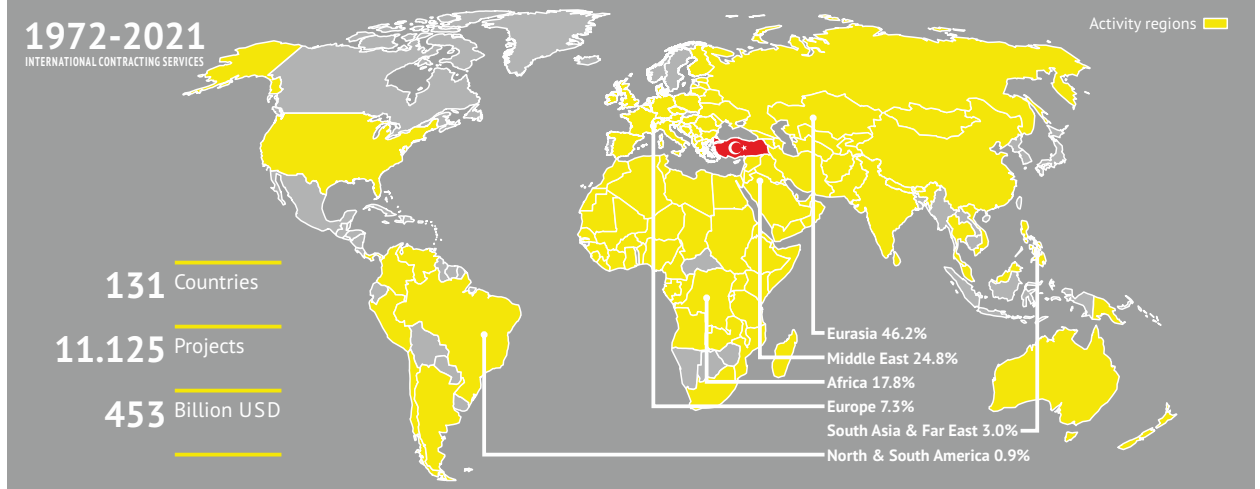 1972-2021
INTERNATIONAL CONTRACTING SERVICES
Activity regions
131 Countries
11.125 Projects
453 Billion USD
Eurasia 46.2%
Middle East 24.8%
Africa 17.8%
Europe 7.3%
South Asia & Far East 3.0%
North & South America 0.9%